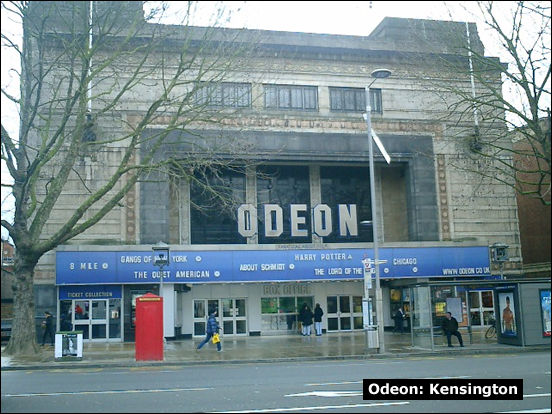 ODEON
8 MILE GANGS OF NEW YORK HARRY POTTER CHICAGO
THE QUIET AMERICAN ABOUT SCHMIDT THE LORD OF THE WWW.ODEON.CO.UK
TICKET COLLECTION
BOX OFFICE
Odeon: Kensington